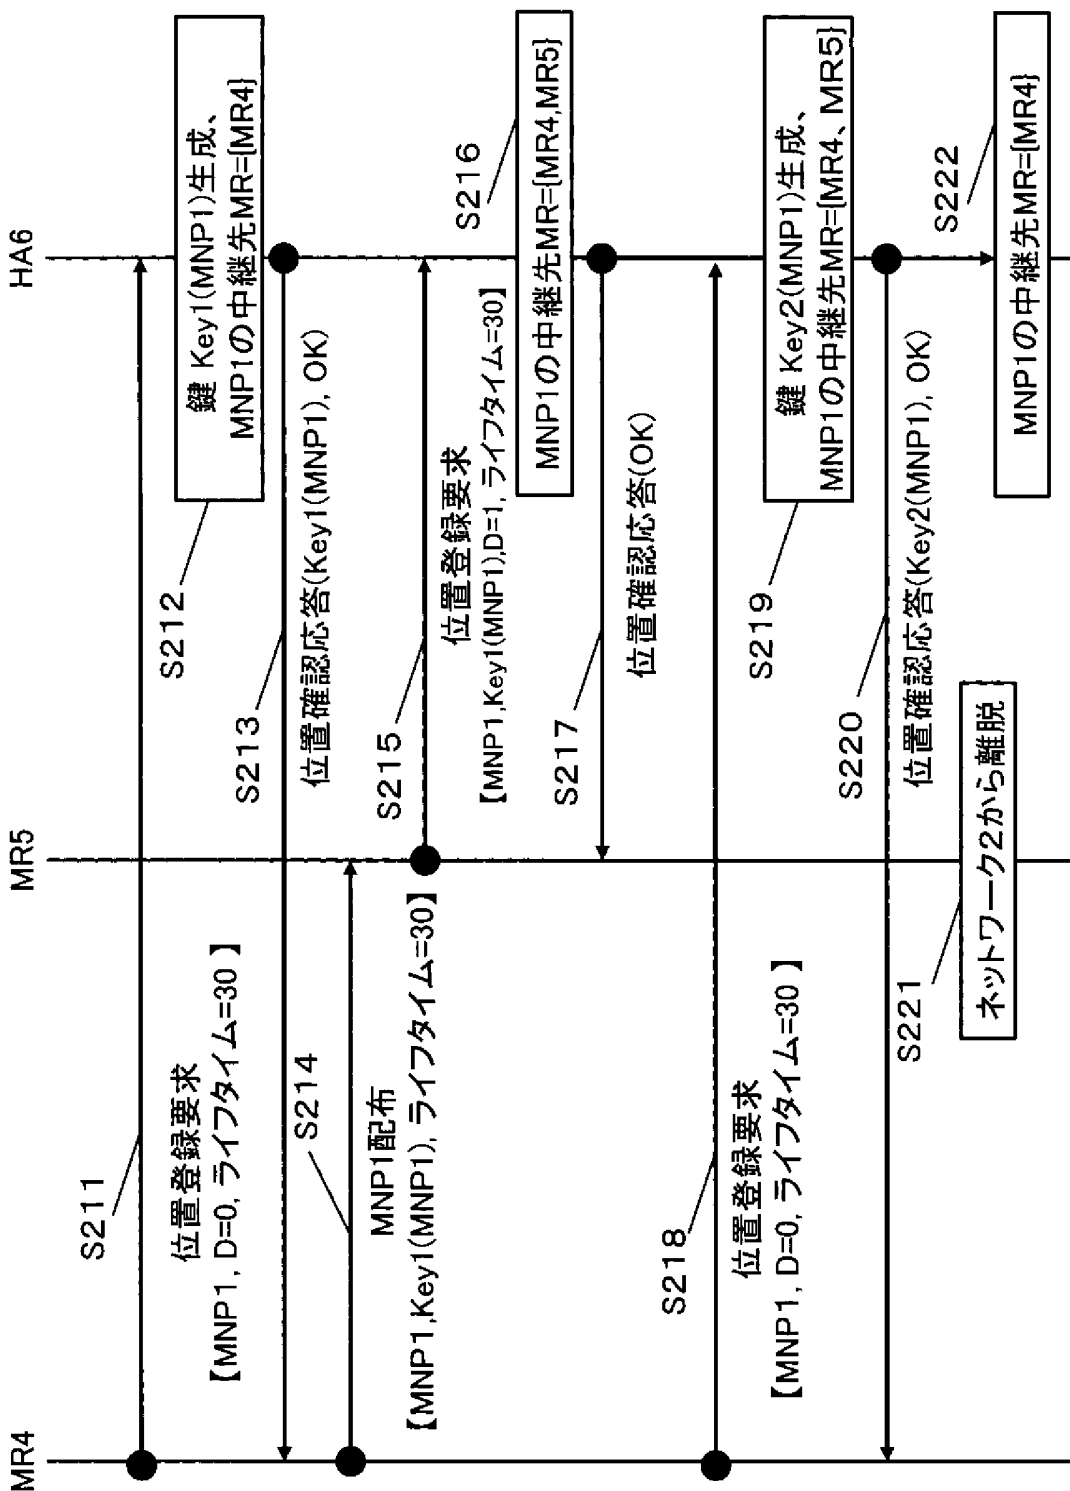 MR4
MR5
HA6
S211
位置登録要求
【MNP1, D=0, ライフタイム=30 】
S212
鍵 Key1(MNP1)生成、
MNP1の中継先MR={MR4}
S213
位置確認応答(Key1(MNP1), OK)
S214
MNP1配布
【MNP1,Key1(MNP1), ライフタイム=30】
S215
位置登録要求
【MNP1,Key1(MNP1),D=1, ライフタイム=30】
S216
MNP1の中継先MR={MR4,MR5}
S217
位置確認応答(OK)
S218
位置登録要求
【MNP1, D=0, ライフタイム=30 】
S219
鍵 Key2(MNP1)生成、
MNP1の中継先MR={MR4、MR5}
S220
位置確認応答(Key2(MNP1), OK)
S221
ネットワーク2から離脱
S222
MNP1の中継先MR={MR4}